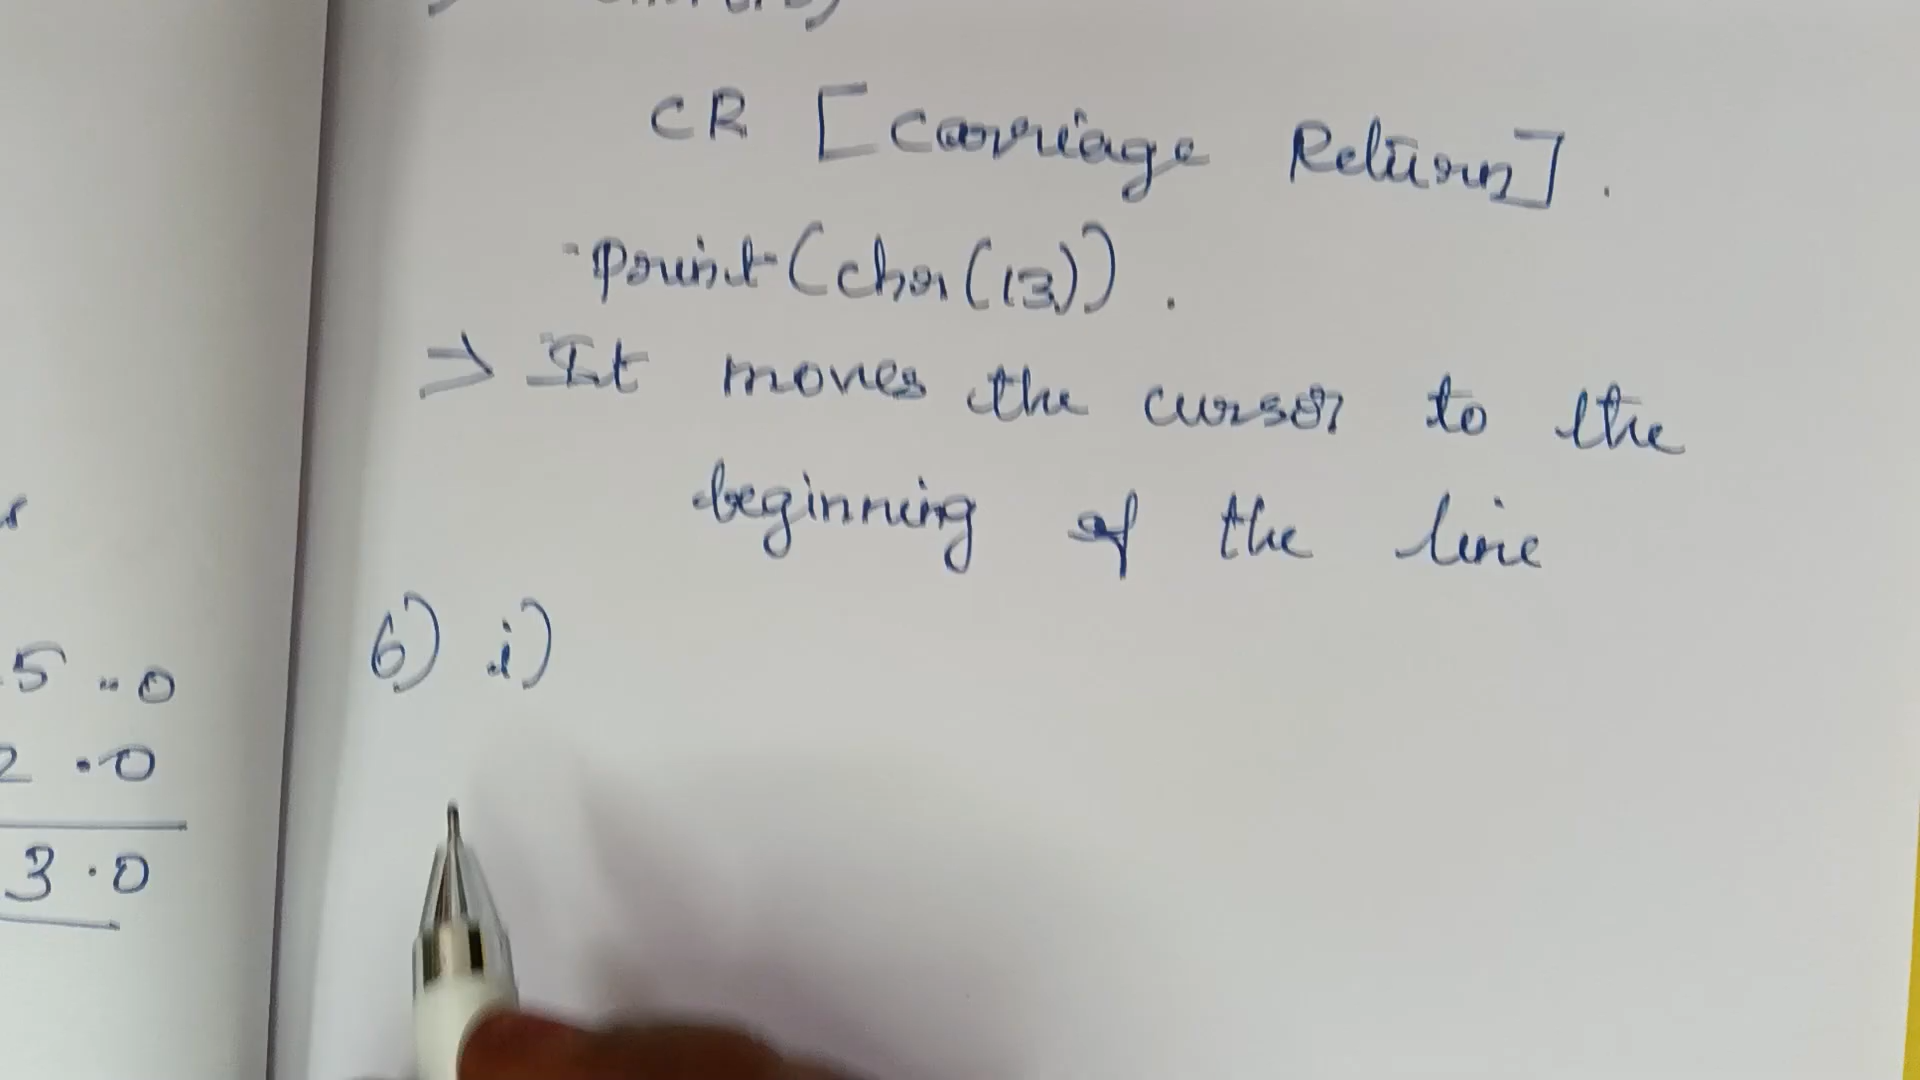 CR [Carriage Return].
print(chr(13)).
=> It moves the cursor to the
beginning of the line
6) i)
5.0
2.0
3.0